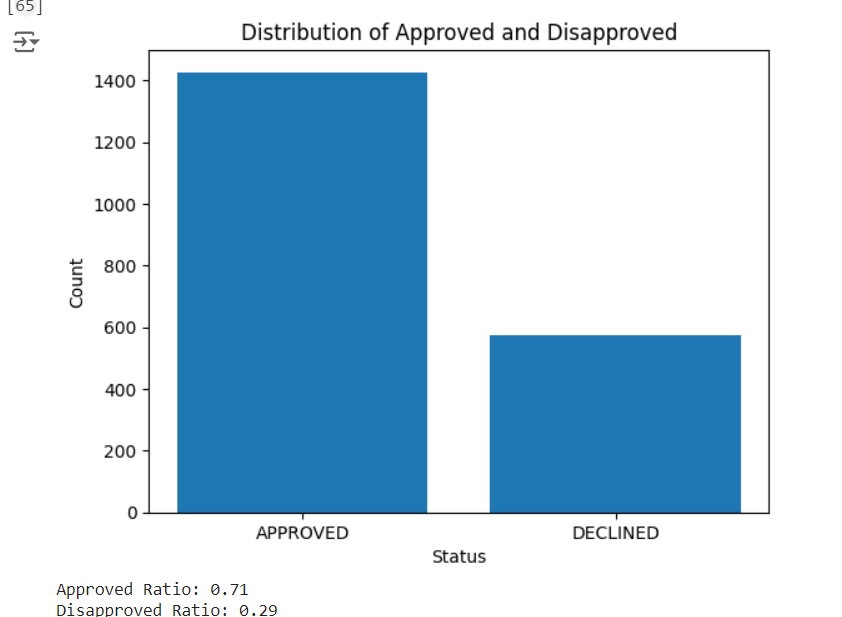 [65]
Distribution of Approved and Disapproved
1400
1200
1000
800
600
400
200
0
Count
APPROVED DECLINED
Status
Approved Ratio: 0.71
Disapproved Ratio: 0.29